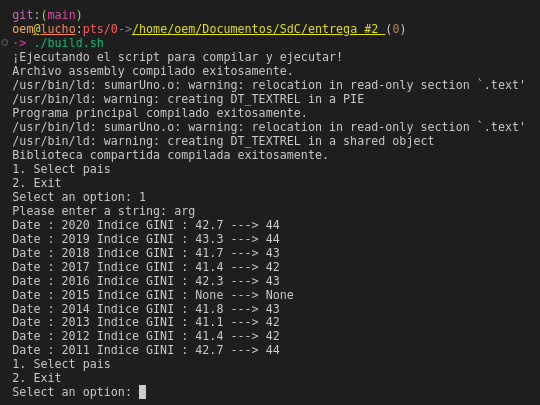 git:(main)
oem@lucho:pts/0->/home/oem/Documentos/SdC/entrega #2 (0)
-> ./build.sh
¡Ejecutando el script para compilar y ejecutar!
Archivo assembly compilado exitosamente.
/usr/bin/ld: sumarUno.o: warning: relocation in read-only section `.text'
/usr/bin/ld: warning: creating DT_TEXTREL in a PIE
Programa principal compilado exitosamente.
/usr/bin/ld: sumarUno.o: warning: relocation in read-only section `.text'
/usr/bin/ld: warning: creating DT_TEXTREL in a shared object
Biblioteca compartida compilada exitosamente.
1. Select pais
2. Exit
Select an option: 1
Please enter a string: arg
Date : 2020 Indice GINI : 42.7 ---> 44
Date : 2019 Indice GINI : 43.3 ---> 44
Date : 2018 Indice GINI : 41.7 ---> 43
Date : 2017 Indice GINI : 41.4 ---> 42
Date : 2016 Indice GINI : 42.3 ---> 43
Date : 2015 Indice GINI : None ---> None
Date : 2014 Indice GINI : 41.8 ---> 43
Date : 2013 Indice GINI : 41.1 ---> 42
Date : 2012 Indice GINI : 41.4 ---> 42
Date : 2011 Indice GINI : 42.7 ---> 44
1. Select pais
2. Exit
Select an option: